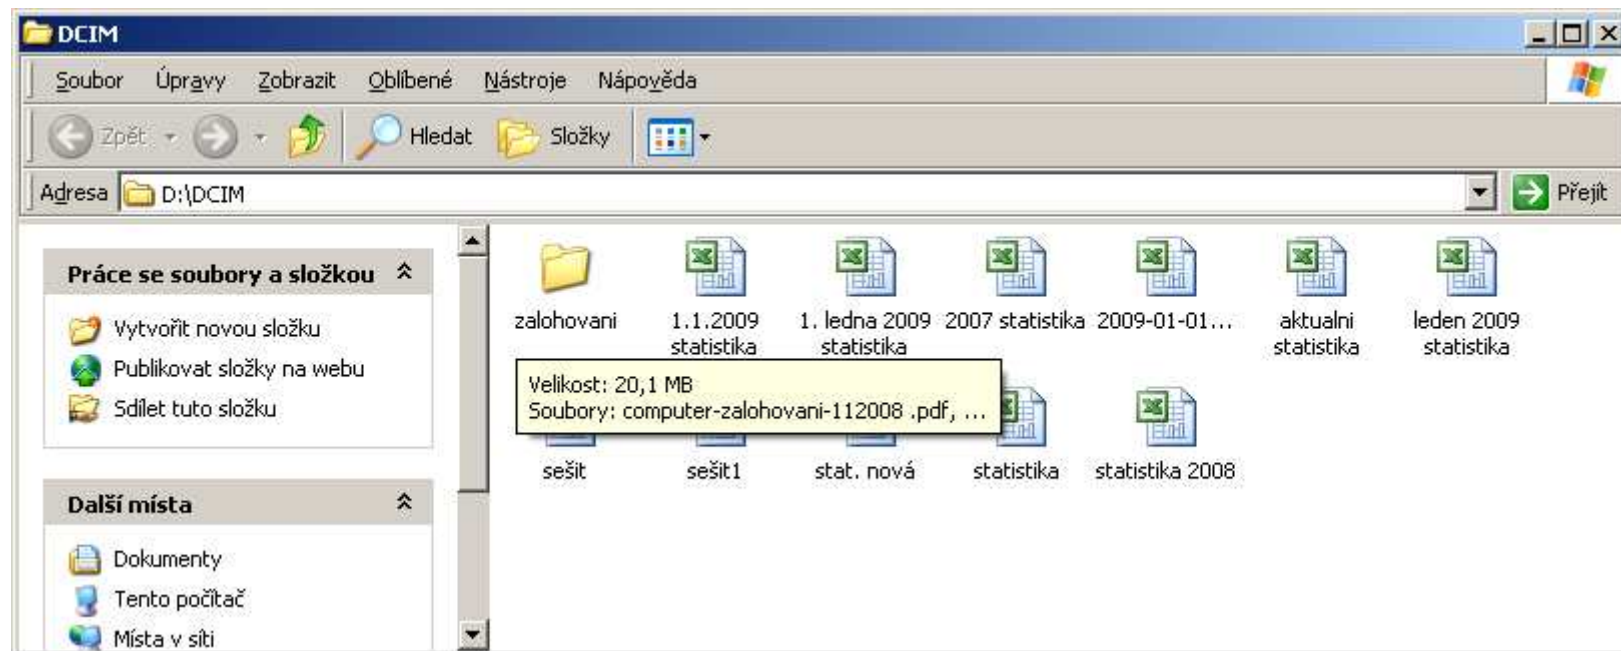 DCIM
Soubor Úpravy Zobrazit Oblíbené Nástroje Nápověda
Zpět Hledat Složky
Adresa D:\DCIM Přejít
Práce se soubory a složkou
Vytvořit novou složku
Publikovat složky na webu
Sdílet tuto složku
Další místa
Dokumenty
Tento počítač
Místa v síti
zalohovani 1.1.2009 1. ledna 2009 2007 statistika 2009-01-01... aktualni leden 2009
statistika statistika statistika statistika
Velikost: 20,1 MB
Soubory: computer-zalohovani-112008 .pdf, ...
sešit sešit1 stat. nová statistika statistika 2008